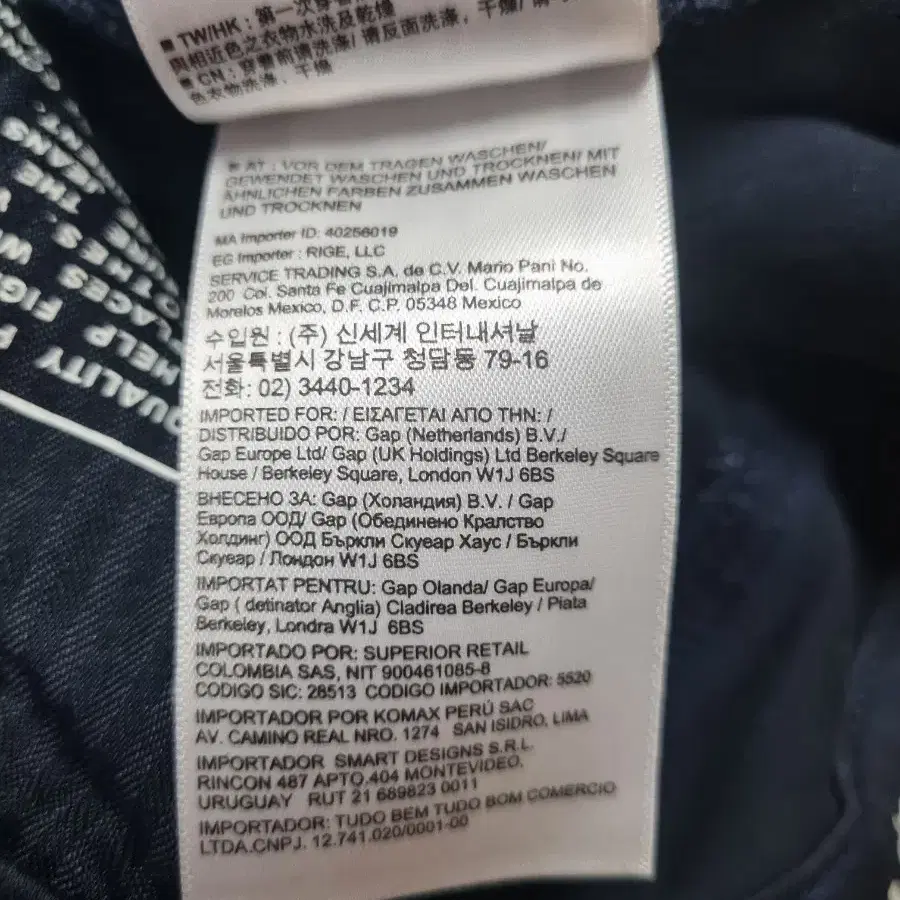 ■ TW/HK : 第一次穿著
與相近色之衣物水洗及乾燥
■ CN : 穿着前请洗涤/ 请反面洗涤, 干燥/
色衣物洗涤, 干燥
■ AT : VOR DEM TRAGEN WASCHEN/
GEWENDET WASCHEN UND TROCKNEN/ MIT
ÄHNLICHEN FARBEN ZUSAMMEN WASCHEN
UND TROCKNEN
MA Importer ID: 40256019
EG Importer : RIGE, LLC
SERVICE TRADING S.A. de C.V. Mario Pani No.
200 Col. Santa Fe Cuajimalpa Del. Cuajimalpa de
Morelos Mexico, D.F. C.P. 05348 Mexico
수입원 : (주) 신세계 인터내셔날
서울특별시 강남구 청담동 79-16
전화: 02) 3440-1234
IMPORTED FOR: / ΕΙΣΑΓΕΤΑΙ ΑΠΟ ΤΗΝ: /
DISTRIBUIDO POR: Gap (Netherlands) B.V./
Gap Europe Ltd/ Gap (UK Holdings) Ltd Berkeley Square
House / Berkeley Square, London W1J 6BS
ВНЕСЕНО ЗА: Gap (Холандия) B.V. / Gap
Европа ООД/ Gap (Обединено Кралство
Холдинг) ООД Бъркли Скуеар Хаус / Бъркли
Скуеар / Лондон W1J 6BS
IMPORTAT PENTRU: Gap Olanda/ Gap Europa/
Gap ( detinator Anglia) Cladirea Berkeley / Piata
Berkeley, Londra W1J 6BS
IMPORTADO POR: SUPERIOR RETAIL
COLOMBIA SAS, NIT 900461085-8
CODIGO SIC: 28513 CODIGO IMPORTADOR: 5520
IMPORTADOR POR KOMAX PERÚ SAC
AV. CAMINO REAL NRO. 1274 SAN ISIDRO, LIMA
IMPORTADOR SMART DESIGNS S.R.L.
RINCON 487 APTO.404 MONTEVIDEO,
URUGUAY RUT 21 689823 0011
IMPORTADOR: TUDO BEM TUDO BOM COMERCIO
LTDA.CNPJ. 12.741.020/0001-00
JEANS
THE
HELP
QUALITY